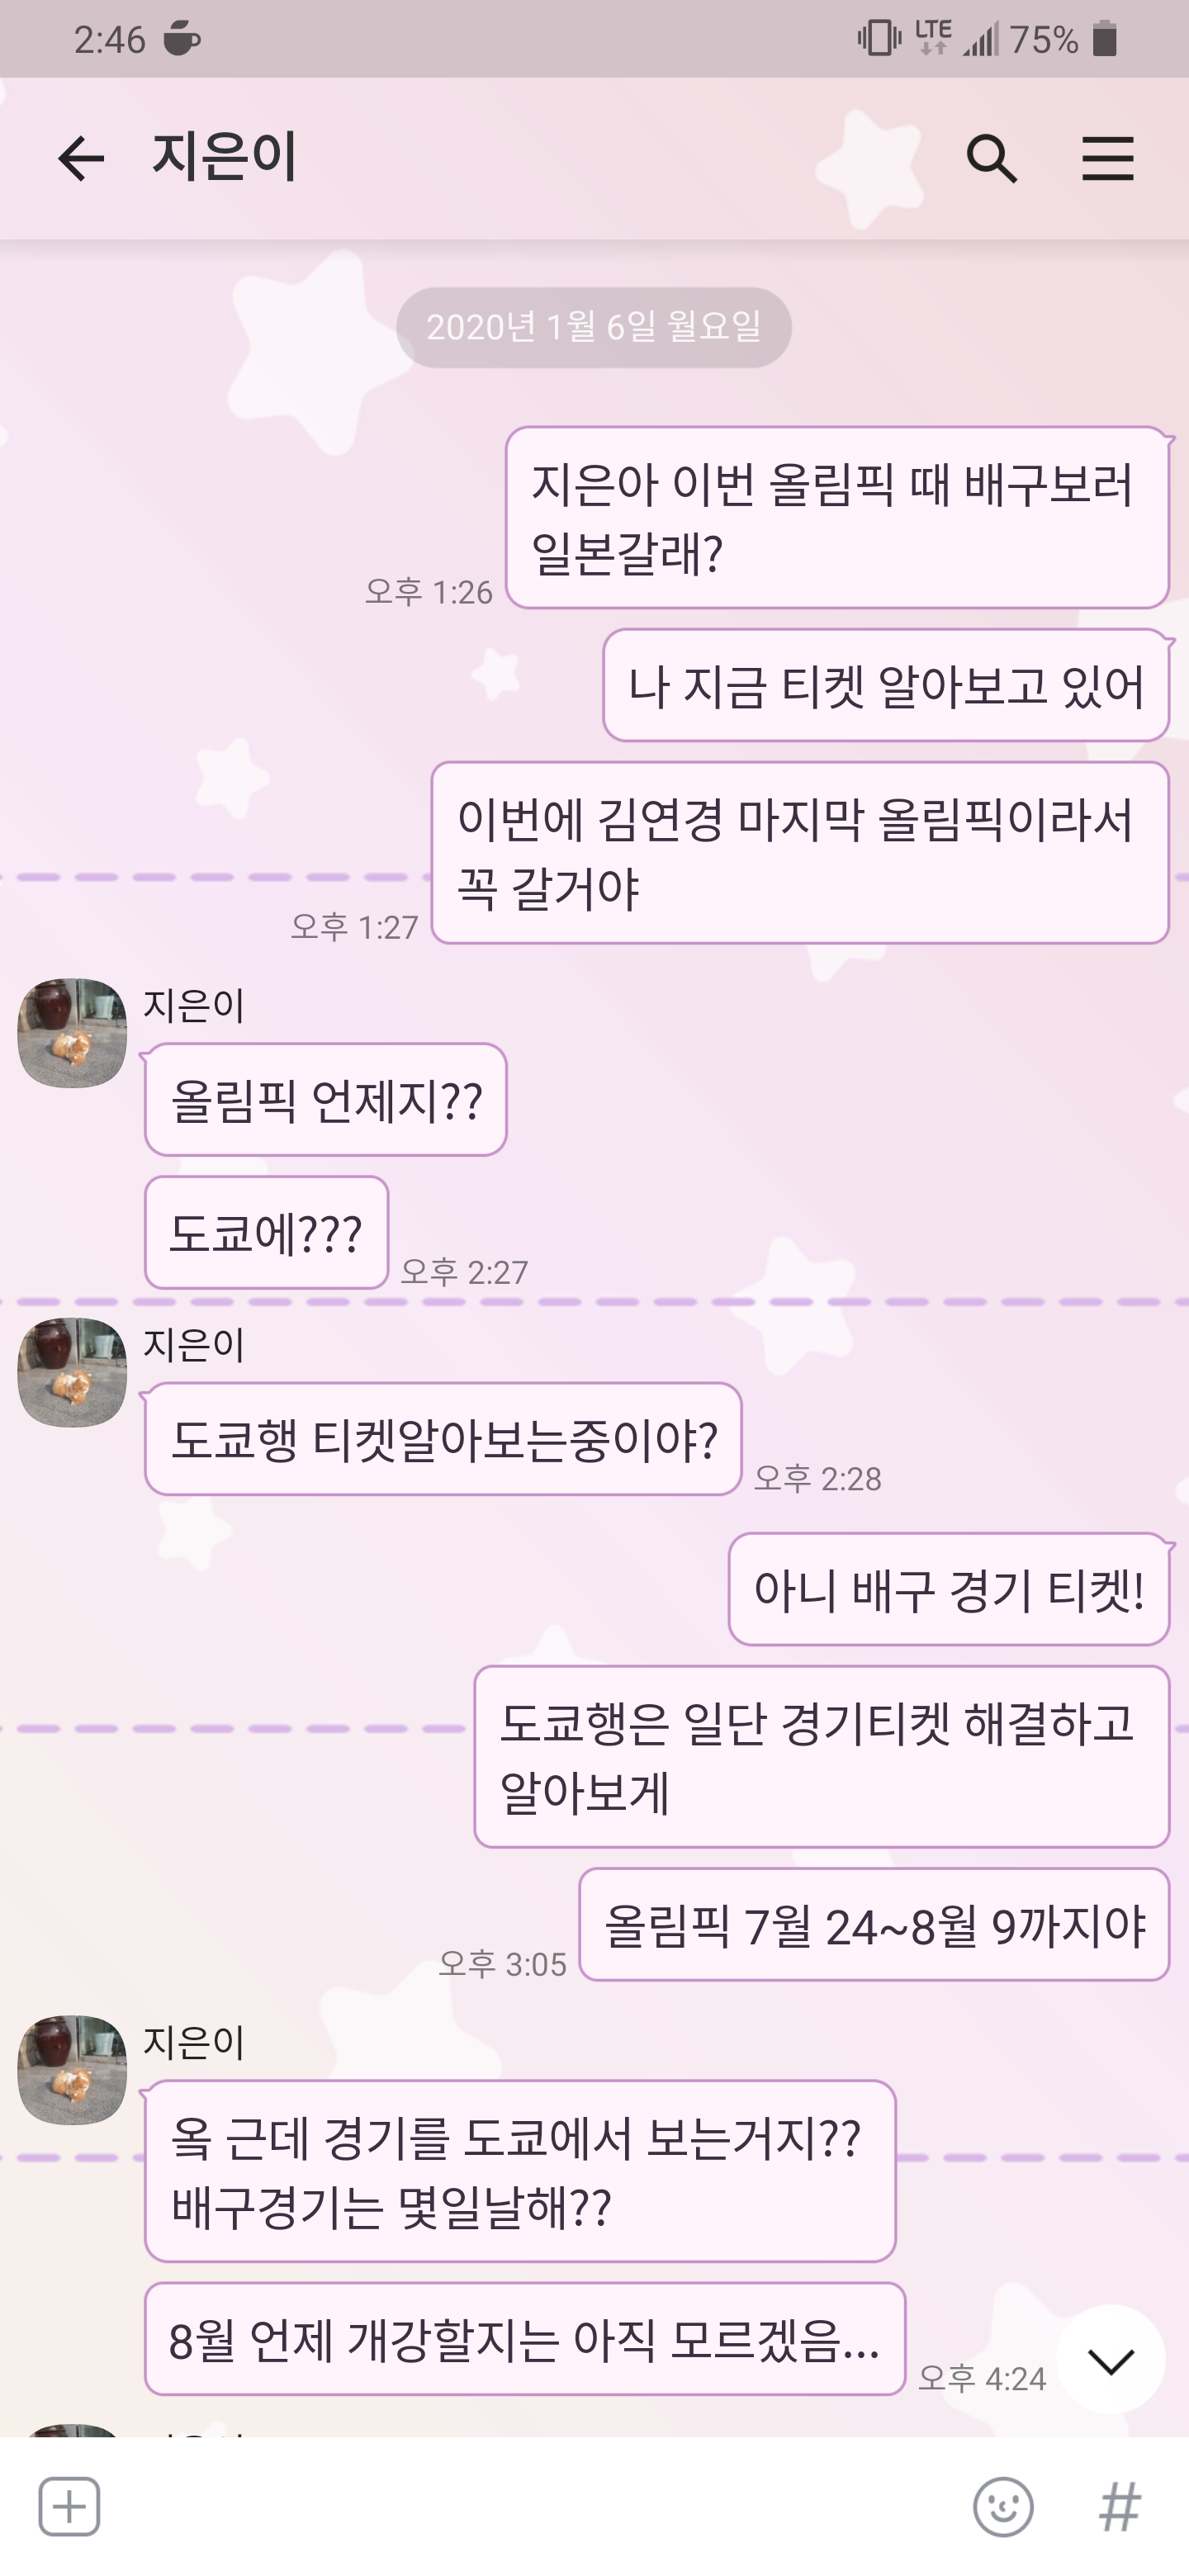 2:46
LTE 75%
지은이
2020년 1월 6일 월요일
지은아 이번 올림픽 때 배구보러
일본갈래?
오후 1:26
나 지금 티켓 알아보고 있어
이번에 김연경 마지막 올림픽이라서
꼭 갈거야
오후 1:27
지은이
올림픽 언제지??
도쿄에???
오후 2:27
지은이
도쿄행 티켓알아보는중이야?
오후 2:28
아니 배구 경기 티켓!
도쿄행은 일단 경기티켓 해결하고
알아보게
올림픽 7월 24~8월 9까지야
오후 3:05
지은이
옼 근데 경기를 도쿄에서 보는거지??
배구경기는 몇일날해??
8월 언제 개강할지는 아직 모르겠음...
오후 4:24
#